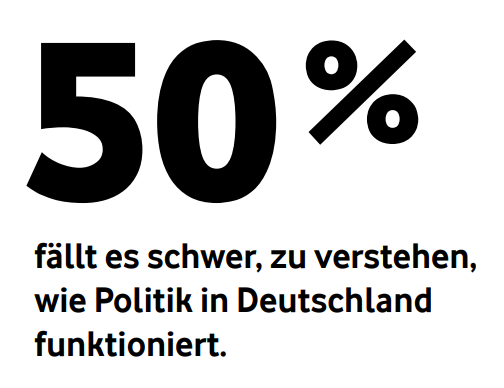 50%
fällt es schwer, zu verstehen,
wie Politik in Deutschland
funktioniert.